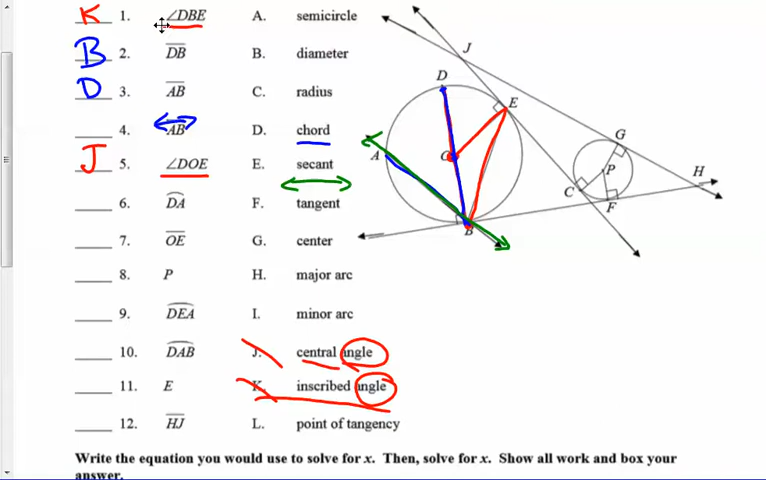 K 1. ∠DBE A. semicircle
B 2. DB B. diameter
D 3. AB C. radius
4. AB D. chord
J 5. ∠DOE E. secant
6. DA F. tangent
7. OE G. center
8. P H. major arc
9. DEA I. minor arc
10. DAB J. central angle
11. E K. inscribed angle
12. HJ L. point of tangency
Write the equation you would use to solve for x. Then, solve for x. Show all work and box your
answer.
J
D
E
G
A
P
H
C
F
B